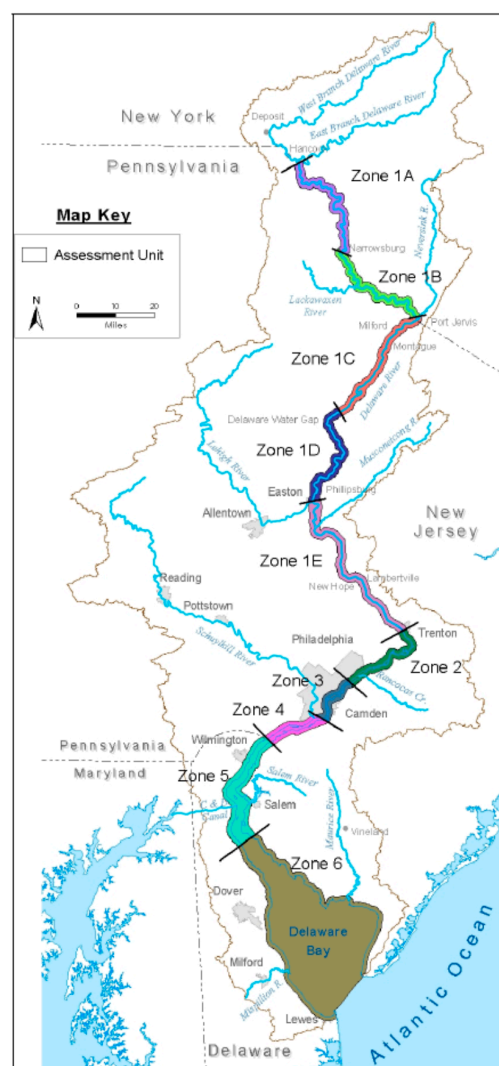 West Branch Delaware River
New York
Deposit
East Branch Delaware River
Hancock
Pennsylvania
Zone 1A
Map Key
Assessment Unit
Neversink R.
Narrowsburg
N
0 10 20
Miles
Zone 1B
Lackawaxen
River
Port Jervis
Milford
Montague
Zone 1C
Delaware River
Delaware Water Gap
Musconetcong R.
Lehigh River
Zone 1D
Easton
Phillipsburg
Allentown
New
Jersey
Zone 1E
Reading
New Hope
Lambertville
Pottstown
Philadelphia
Trenton
Schuylkill River
Zone 2
Zone 3
Rancocas Cr.
Zone 4
Camden
Wilmington
Pennsylvania
Maryland
Zone 5
Salem River
C & D
Canal
Salem
Maurice River
Vineland
Zone 6
Dover
Delaware
Bay
Milford
Mispillion R.
Lewes
Atlantic Ocean
Delaware